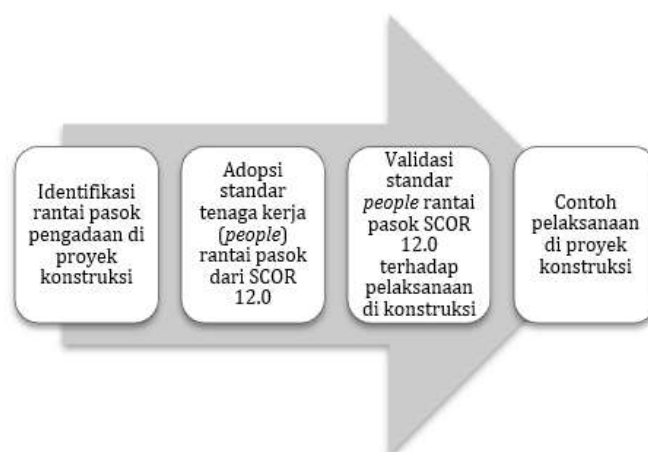 Identifikasi
rantai pasok
pengadaan di
proyek
konstruksi
Adopsi
standar
tenaga kerja
(people)
rantai pasok
dari SCOR
12.0
Validasi
standar
people rantai
pasok SCOR
12.0
terhadap
pelaksanaan
di konstruksi
Contoh
pelaksanaan
di proyek
konstruksi